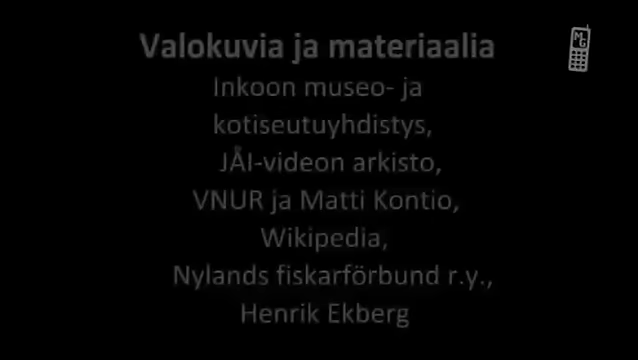 Valokuvia ja materiaalia
MG
Inkoon museo- ja
kotiseutuyhdistys,
JÅI-videon arkisto,
VNUR ja Matti Kontio,
Wikipedia,
Nylands fiskarförbund r.y.,
Henrik Ekberg